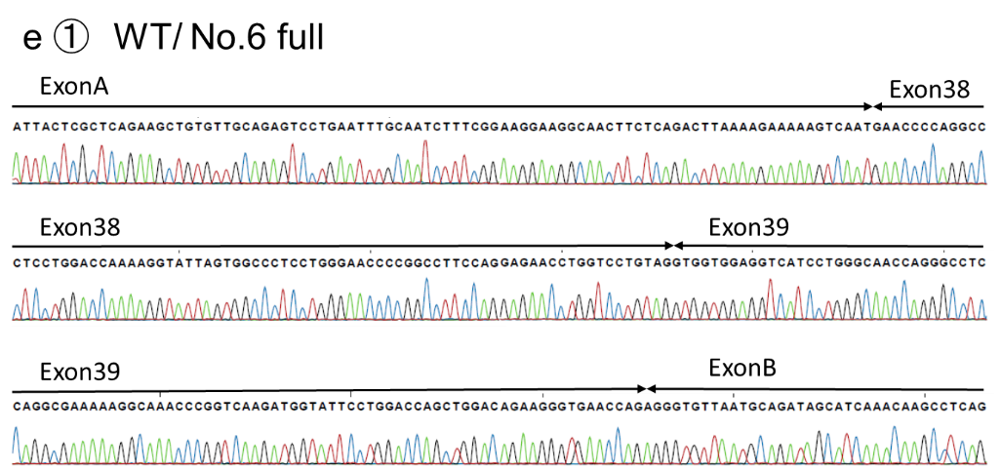 e ① WT/ No.6 full
ExonA Exon38
ATTACTCGCTCAGAAGCTGTGTTGCAGAGTCCTGAATTTGCAATCTTTCGGAAGGAAGGCAACTTCTCAGACTTAAAAGAAAAAGTCAATGAACCCCAGGCC
Exon38 Exon39
CTCCTGGACCAAAAGGTATTAGTGGCCCTCCTGGGAACCCCGGCCTTCCAGGAGAACCTGGTCCTGTAGGTGGTGGAGGTCATCCTGGGCAACCAGGGCCTC
Exon39 ExonB
CAGGCGAAAAAGGCAAACCCGGTCAAGATGGTATTCCTGGACCAGCTGGACAGAAGGGTGAACCAGAGGGTGTTAATGCAGATAGCATCAAACAAGCCTCAG